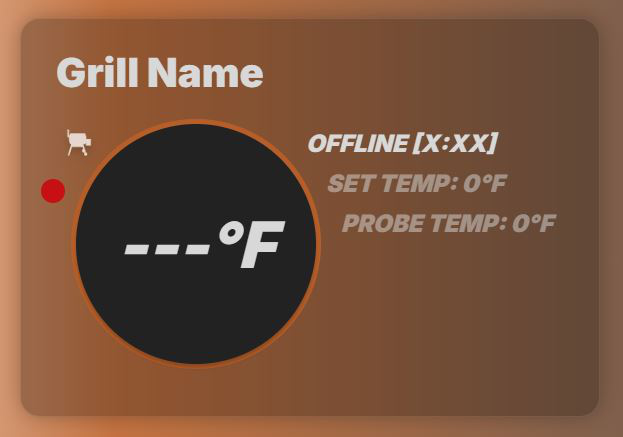 Grill Name
OFFLINE [X:XX]
SET TEMP: 0°F
PROBE TEMP: 0°F
---°F